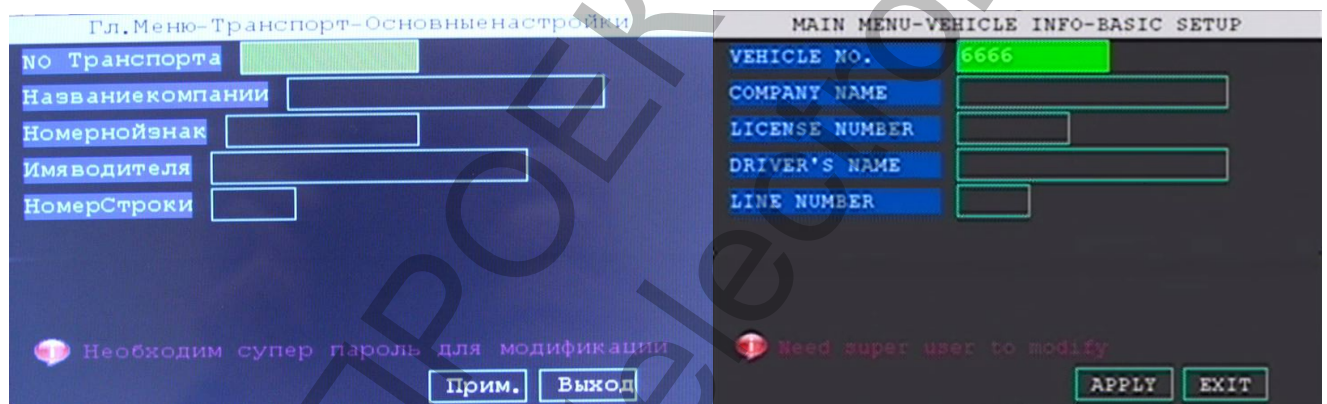 Гл.Меню-Транспорт-Основныенастройки
NO Транспорта
Названиекомпании
Номернойзнак
Имяводителя
НомерСтроки
Необходим супер пароль для модификации
Прим. Выход
MAIN MENU-VEHICLE INFO-BASIC SETUP
VEHICLE NO. 6666
COMPANY NAME
LICENSE NUMBER
DRIVER'S NAME
LINE NUMBER
Need super user to modify
APPLY EXIT